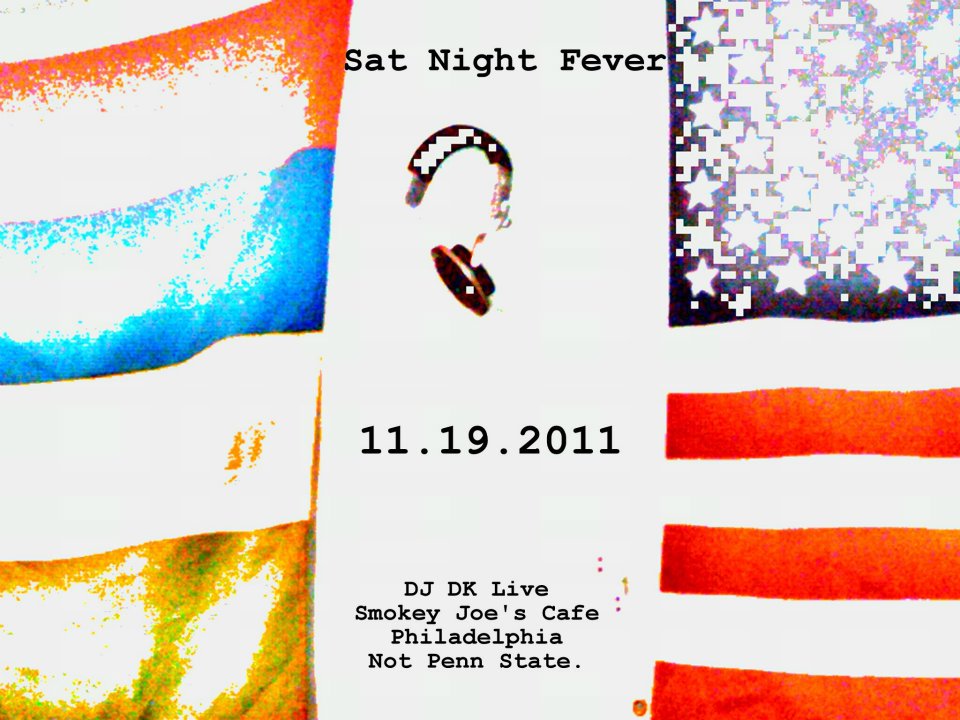 Sat Night Fever
11.19.2011
DJ DK Live
Smokey Joe's Cafe
Philadelphia
Not Penn State.